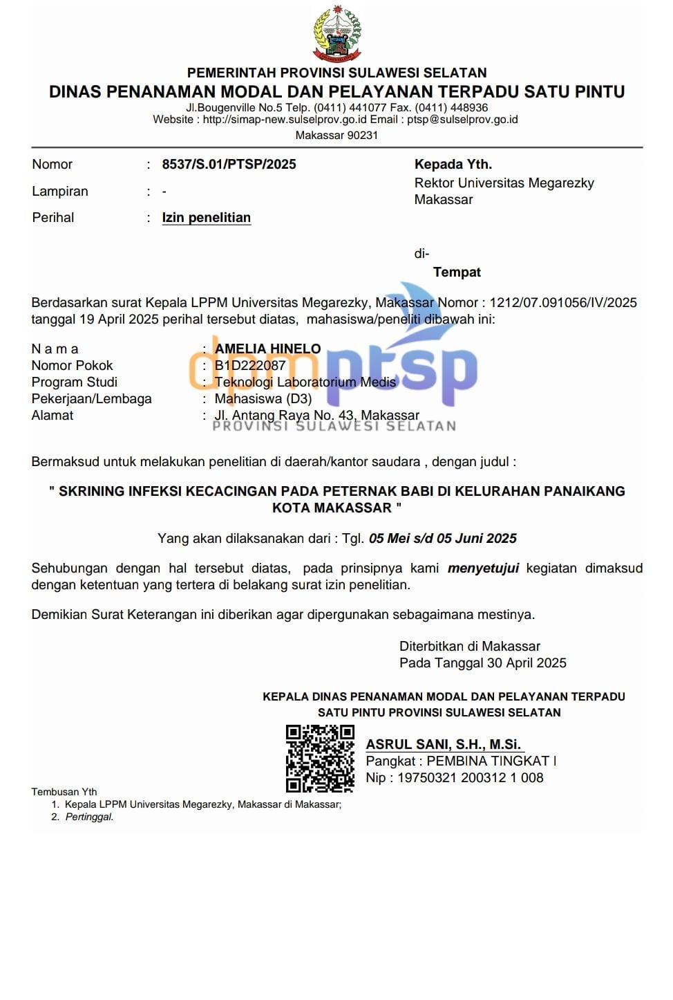 PEMERINTAH PROVINSI SULAWESI SELATAN
DINAS PENANAMAN MODAL DAN PELAYANAN TERPADU SATU PINTU
Jl.Bougenville No.5 Telp. (0411) 441077 Fax. (0411) 448936
Website : http://simap-new.sulselprov.go.id Email : ptsp@sulselprov.go.id
Makassar 90231
Nomor : 8537/S.01/PTSP/2025 Kepada Yth.
Lampiran : - Rektor Universitas Megarezky
Makassar
Perihal : Izin penelitian
di-
Tempat
Berdasarkan surat Kepala LPPM Universitas Megarezky, Makassar Nomor : 1212/07.091056/IV/2025
tanggal 19 April 2025 perihal tersebut diatas, mahasiswa/peneliti dibawah ini:
N a m a : AMELIA HINELO
Nomor Pokok : B1D222087
Program Studi : Teknologi Laboratorium Medis
Pekerjaan/Lembaga : Mahasiswa (D3)
Alamat : Jl. Antang Raya No. 43, Makassar
dpmptsp
PROVINSI SULAWESI SELATAN
Bermaksud untuk melakukan penelitian di daerah/kantor saudara , dengan judul :
" SKRINING INFEKSI KECACINGAN PADA PETERNAK BABI DI KELURAHAN PANAIKANG
KOTA MAKASSAR "
Yang akan dilaksanakan dari : Tgl. 05 Mei s/d 05 Juni 2025
Sehubungan dengan hal tersebut diatas, pada prinsipnya kami menyetujui kegiatan dimaksud
dengan ketentuan yang tertera di belakang surat izin penelitian.
Demikian Surat Keterangan ini diberikan agar dipergunakan sebagaimana mestinya.
Diterbitkan di Makassar
Pada Tanggal 30 April 2025
KEPALA DINAS PENANAMAN MODAL DAN PELAYANAN TERPADU
SATU PINTU PROVINSI SULAWESI SELATAN
ASRUL SANI, S.H., M.Si.
Pangkat : PEMBINA TINGKAT I
Nip : 19750321 200312 1 008
Tembusan Yth
1. Kepala LPPM Universitas Megarezky, Makassar di Makassar;
2. Pertinggal.